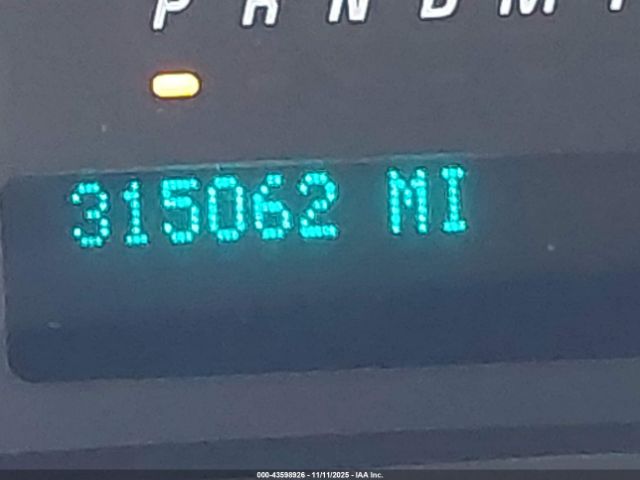 P R N D M
315062 MI
000-43598926 - 11/11/2025 - IAA Inc.